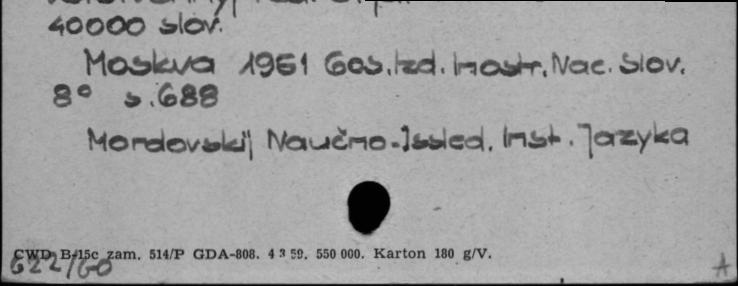 40000 slov.
Moskva 1961 Gos.Izd. Inostr. Nac. Slov.
8° s.688
Mordovskij Naučno-Issled. Inst. Jazyka
CWD B-15c zam. 514/P GDA-808. 4 3 59. 550 000. Karton 180 g/V.
622/60
A